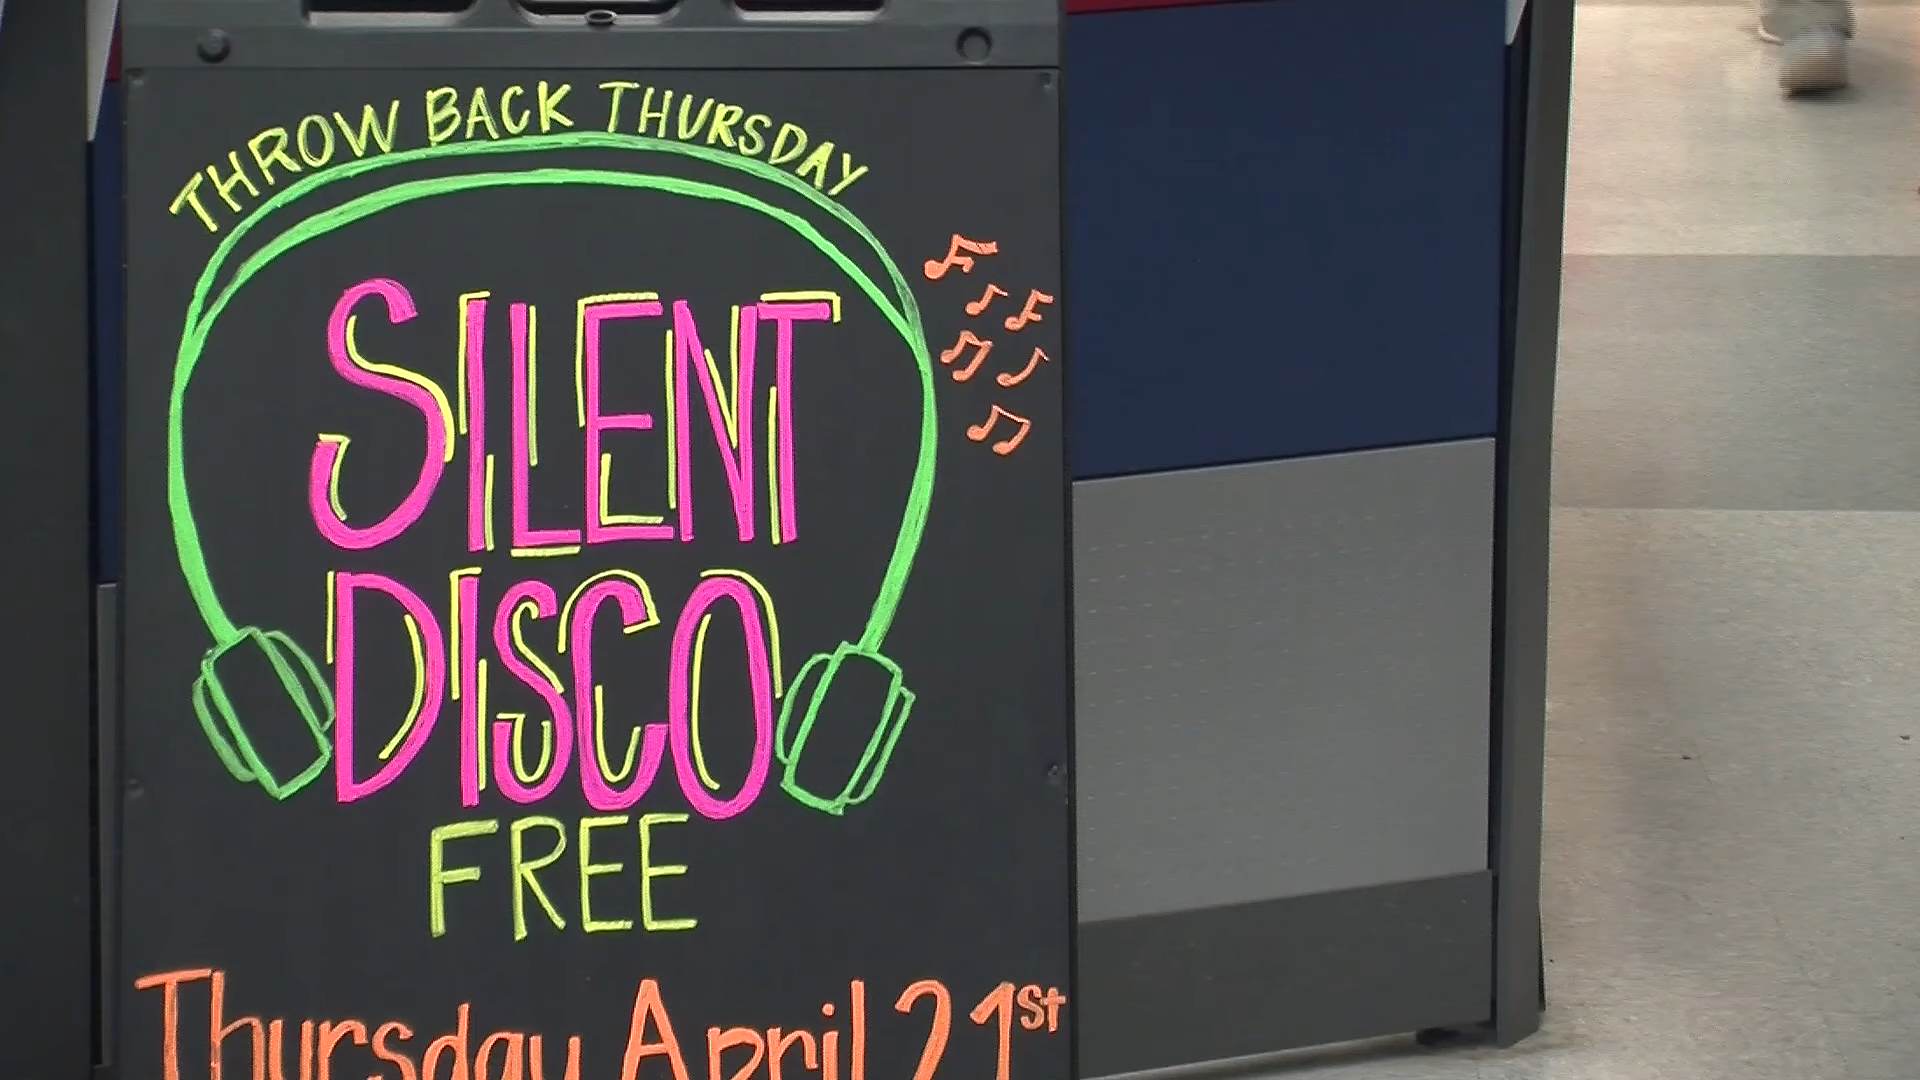 THROW BACK THURSDAY
SILENT
DISCO
FREE
Thursday April 21st